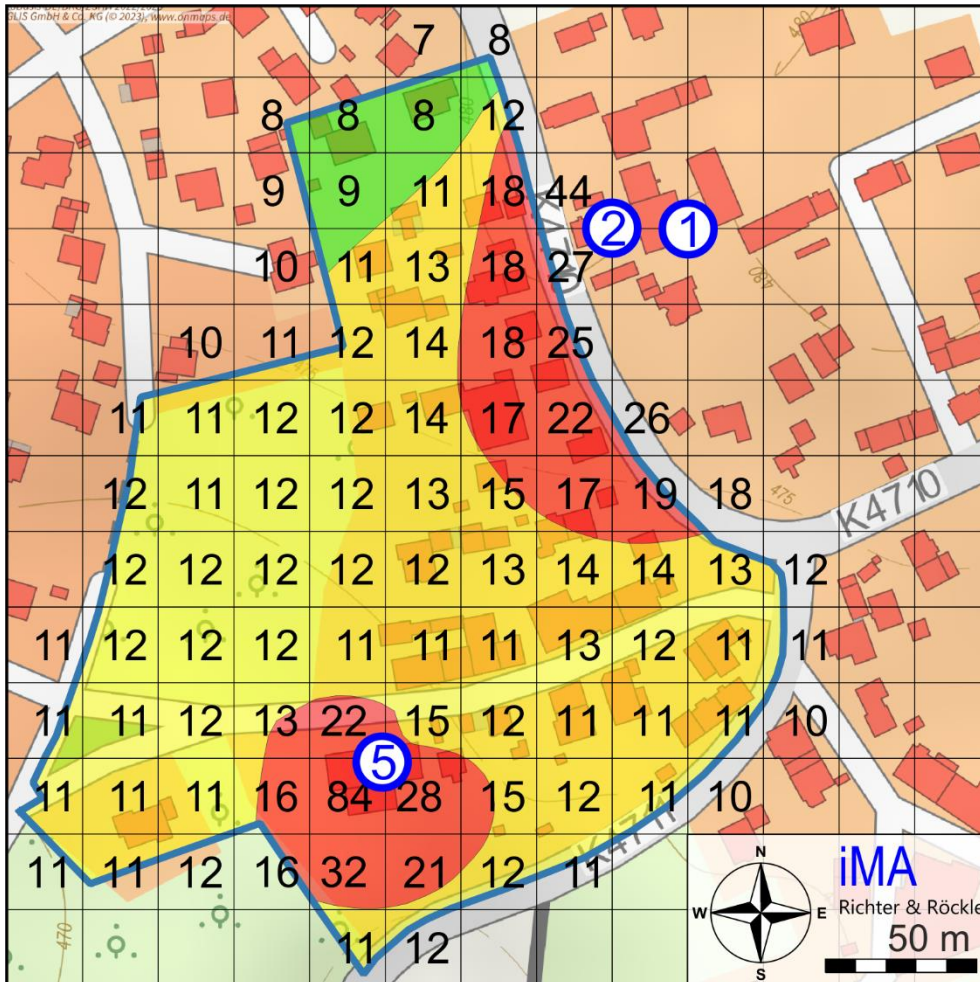 GLIS GmbH & Co. KG (© 2023), www.onmaps.de
7 8
480
8 8 8 12
480
9 9 11 18 44
2 1
10 11 13 18 27
480
10 11 12 14 18 25
475
11 11 12 12 14 17 22 26
12 11 12 12 13 15 17 19 18
475
K4710
12 12 12 12 12 13 14 14 13 12
11 12 12 12 11 11 11 13 12 11 11
11 11 12 13 22 15 12 11 11 11 10
5
11 11 11 16 84 28 15 12 11 10
K4711
11 11 12 16 32 21 12 11
470
11 12
N
W E
S
iMA
Richter & Röckle
50 m